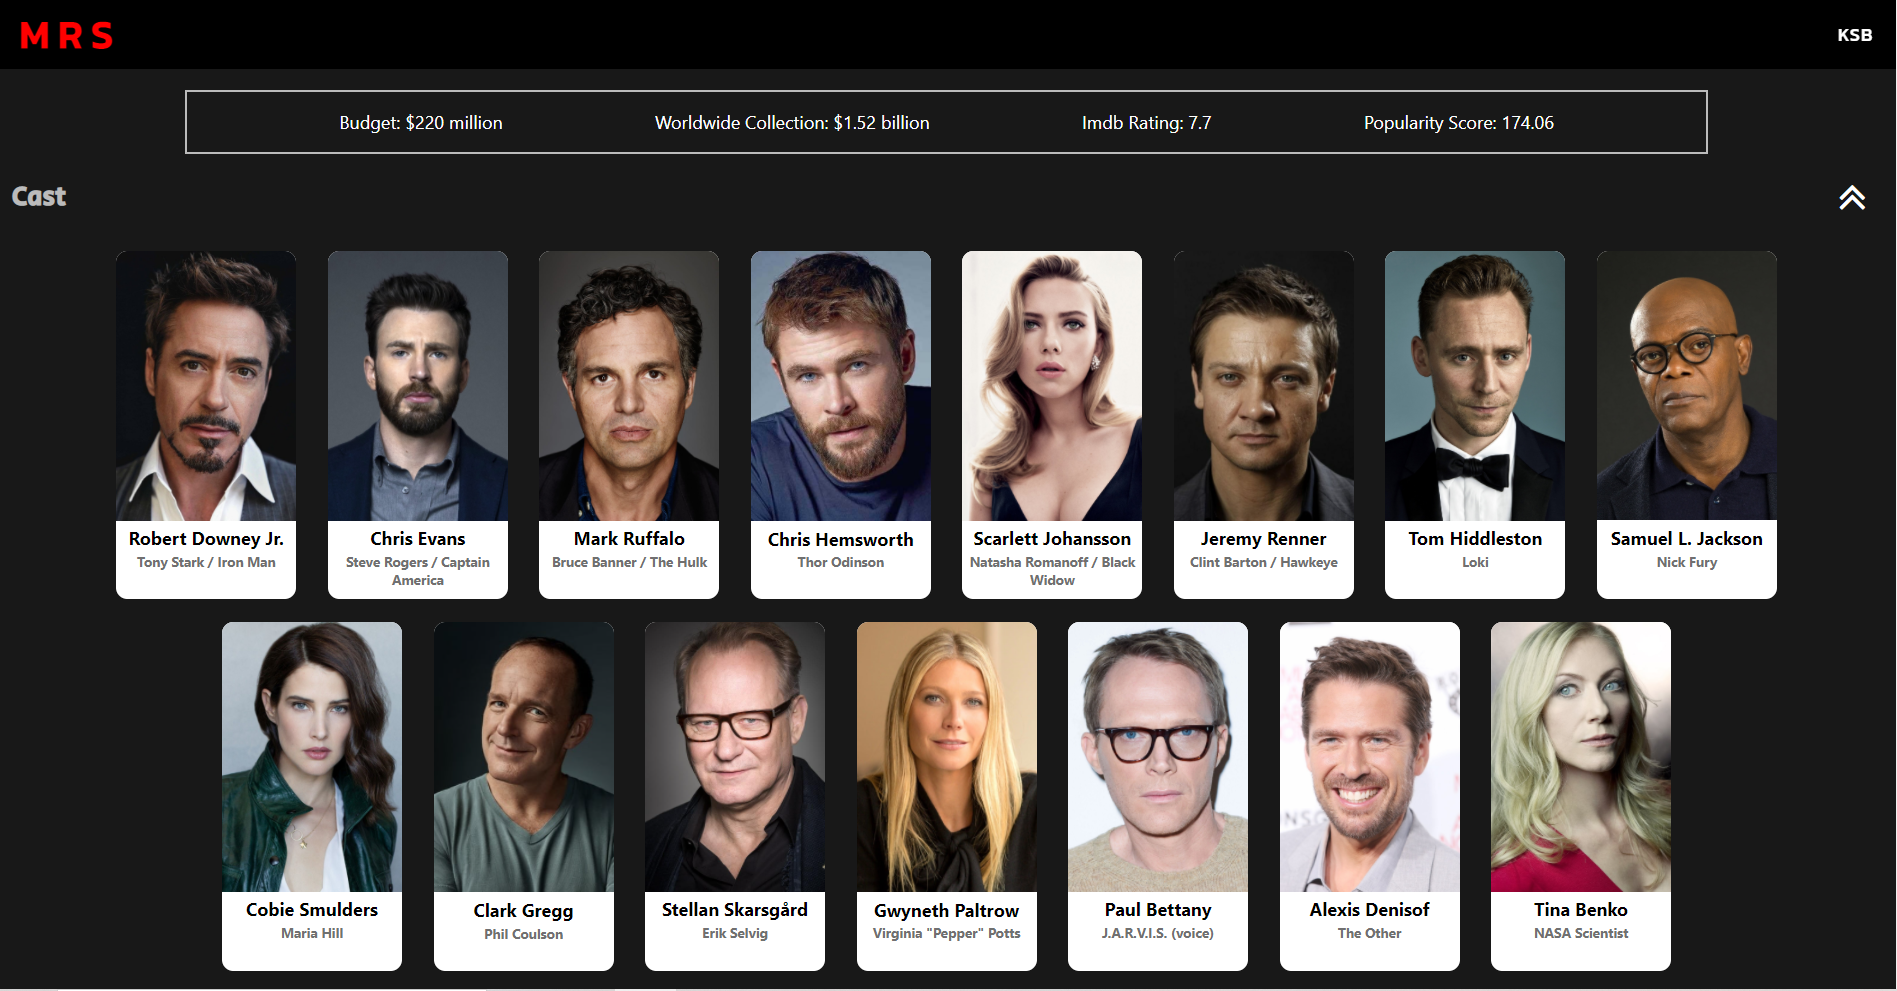 MRS
KSB
Budget: $220 million
Worldwide Collection: $1.52 billion
Imdb Rating: 7.7
Popularity Score: 174.06
Cast
Robert Downey Jr.
Tony Stark / Iron Man
Chris Evans
Steve Rogers / Captain
America
Mark Ruffalo
Bruce Banner / The Hulk
Chris Hemsworth
Thor Odinson
Scarlett Johansson
Natasha Romanoff / Black
Widow
Jeremy Renner
Clint Barton / Hawkeye
Tom Hiddleston
Loki
Samuel L. Jackson
Nick Fury
Cobie Smulders
Maria Hill
Clark Gregg
Phil Coulson
Stellan Skarsgård
Erik Selvig
Gwyneth Paltrow
Virginia "Pepper" Potts
Paul Bettany
J.A.R.V.I.S. (voice)
Alexis Denisof
The Other
Tina Benko
NASA Scientist